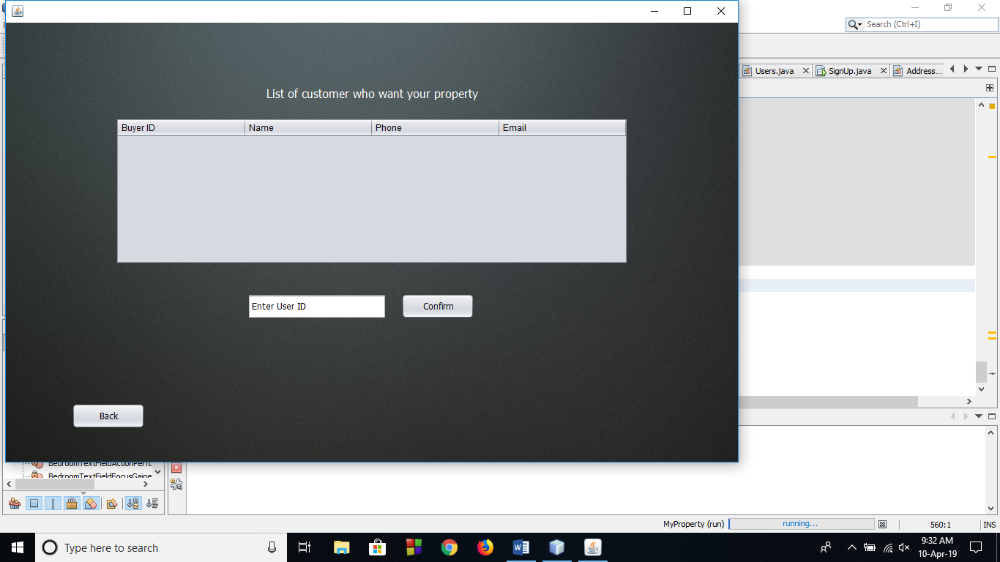 Search (Ctrl+I)
Users.java
SignUp.java
Address...
List of customer who want your property
Buyer ID Name Phone Email
Enter User ID
Confirm
Back
BedroomTextFieldActionPerfc
BedroomTextFieldFocusGaine
MyProperty (run) running... 560:1 INS
Type here to search
9:32 AM
10-Apr-19